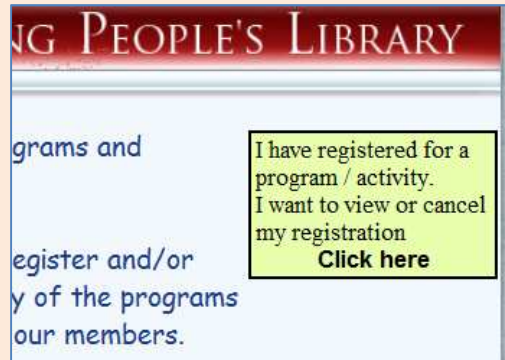 NG PEOPLE'S LIBRARY
grams and
I have registered for a
program / activity.
I want to view or cancel
my registration
Click here
egister and/or
y of the programs
our members.